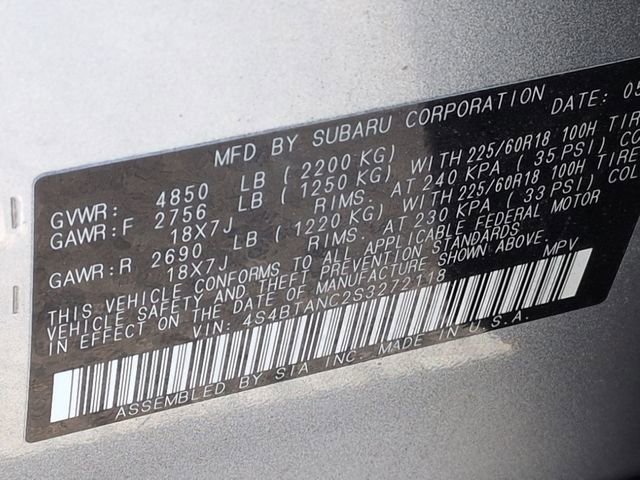 MFD BY SUBARU CORPORATION DATE: 05
GVWR: 4850 LB ( 2200 KG)
GAWR:F 2756 LB ( 1250 KG) WITH 225/60R18 100H TIRE
18X7J RIMS. AT 240 KPA ( 35 PSI) CO
GAWR:R 2690 LB ( 1220 KG) WITH 225/60R18 100H TIRE
18X7J RIMS. AT 230 KPA ( 33 PSI) COL
THIS VEHICLE CONFORMS TO ALL APPLICABLE FEDERAL MOTOR
VEHICLE SAFETY, AND THEFT PREVENTION STANDARDS
IN EFFECT ON THE DATE OF MANUFACTURE SHOWN ABOVE.
VIN: 4S4BTANC2S3272118 MPV
ASSEMBLED BY SIA INC. MADE IN U.S.A.